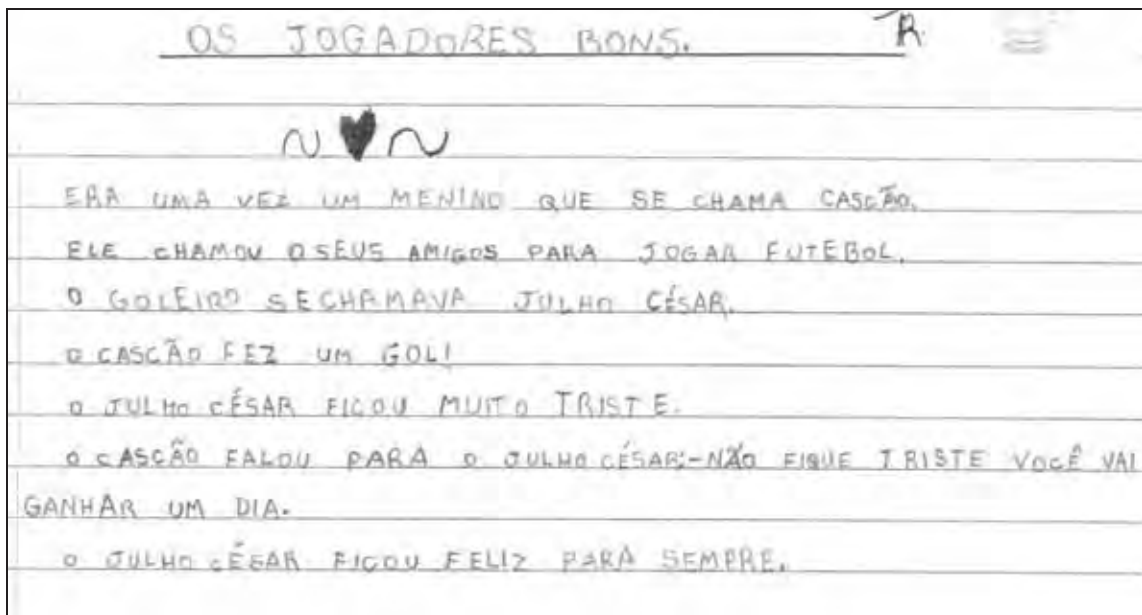 OS JOGADORES BONS. R.
ERA UMA VEZ UM MENINO QUE SE CHAMA CASCÃO.
ELE CHAMOU O SEUS AMIGOS PARA JOGAR FUTEBOL.
O GOLEIRO SECHAMAVA JULHO CÉSAR.
O CASCÃO FEZ UM GOL!
O JULHO CÉSAR FICOU MUITO TRISTE.
O CASCÃO FALOU PARA O JULHO CÉSAR:-NÃO FIQUE TRISTE VOCÊ VAI
GANHAR UM DIA.
O JULHO CÉSAR FICOU FELIZ PARA SEMPRE.